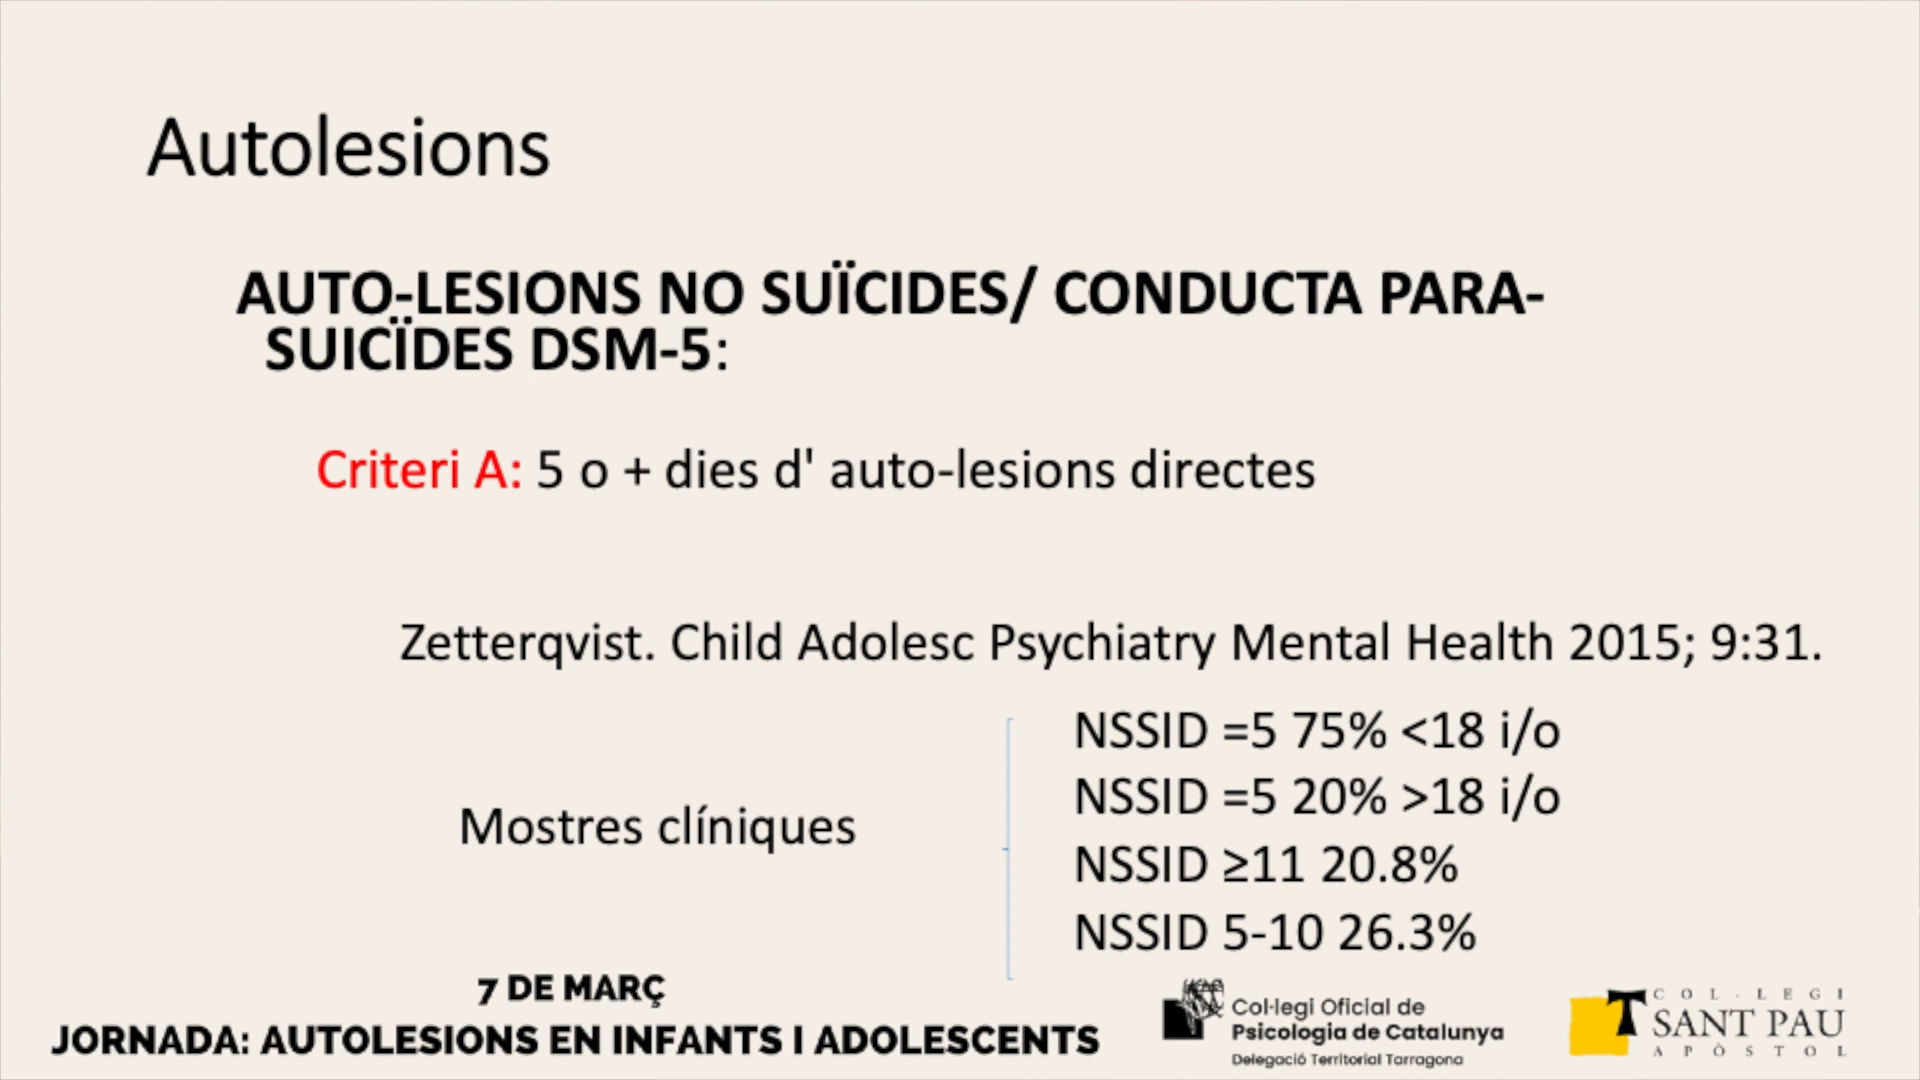 Autolesions
AUTO-LESIONS NO SUÏCIDES/ CONDUCTA PARA-
SUICÏDES DSM-5:
Criteri A: 5 o + dies d' auto-lesions directes
Zetterqvist. Child Adolesc Psychiatry Mental Health 2015; 9:31.
Mostres clíniques
NSSID =5 75% <18 i/o
NSSID =5 20% >18 i/o
NSSID ≥11 20.8%
NSSID 5-10 26.3%
7 DE MARÇ
JORNADA: AUTOLESIONS EN INFANTS I ADOLESCENTS
Col·legi Oficial de
Psicologia de Catalunya
Delegació Territorial Tarragona
COL·LEGI
SANT PAU
APÒSTOL